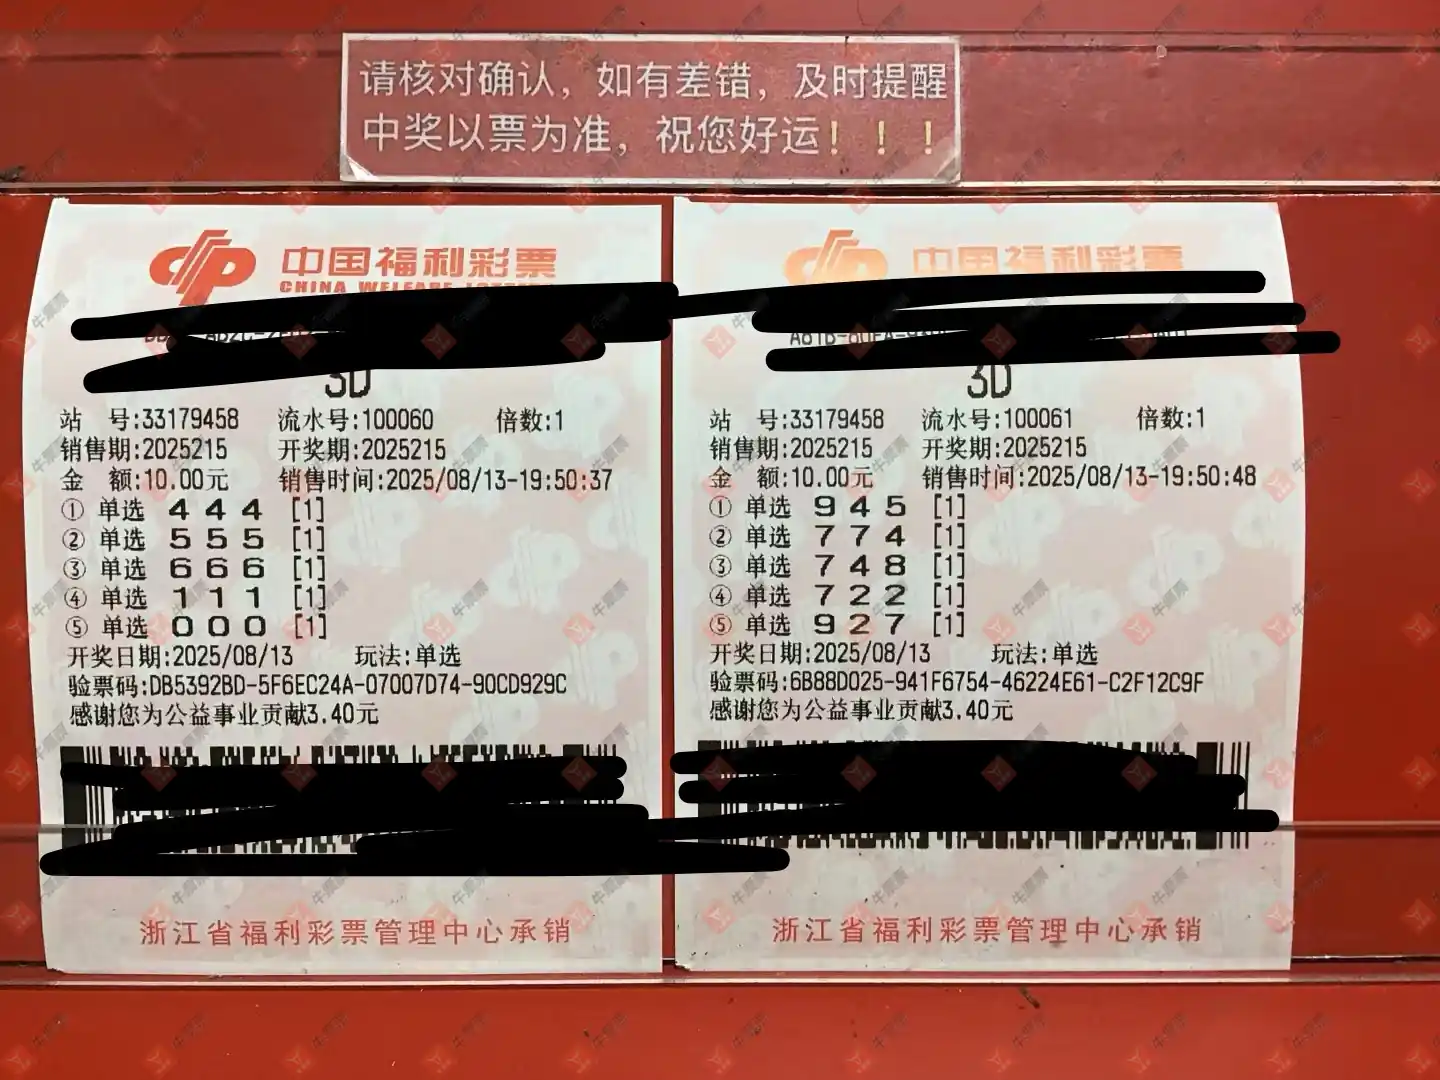 请核对确认，如有差错，及时提醒
中奖以票为准，祝您好运！！！
中国福利彩票
CHINA WELFARE LOTTERY
3D
站 号:33179458 流水号:100060 倍数:1
销售期:2025215 开奖期:2025215
金 额:10.00元 销售时间:2025/08/13-19:50:37
① 单选 4 4 4 [1]
② 单选 5 5 5 [1]
③ 单选 6 6 6 [1]
④ 单选 1 1 1 [1]
⑤ 单选 0 0 0 [1]
开奖日期:2025/08/13 玩法:单选
验票码:DB5392BD-5F6EC24A-07007D74-90CD929C
感谢您为公益事业贡献3.40元
浙江省福利彩票管理中心承销
中国福利彩票
3D
站 号:33179458 流水号:100061 倍数:1
销售期:2025215 开奖期:2025215
金 额:10.00元 销售时间:2025/08/13-19:50:48
① 单选 9 4 5 [1]
② 单选 7 7 4 [1]
③ 单选 7 4 8 [1]
④ 单选 7 2 2 [1]
⑤ 单选 9 2 7 [1]
开奖日期:2025/08/13 玩法:单选
验票码:6B88D025-941F6754-46224E61-C2F12C9F
感谢您为公益事业贡献3.40元
浙江省福利彩票管理中心承销